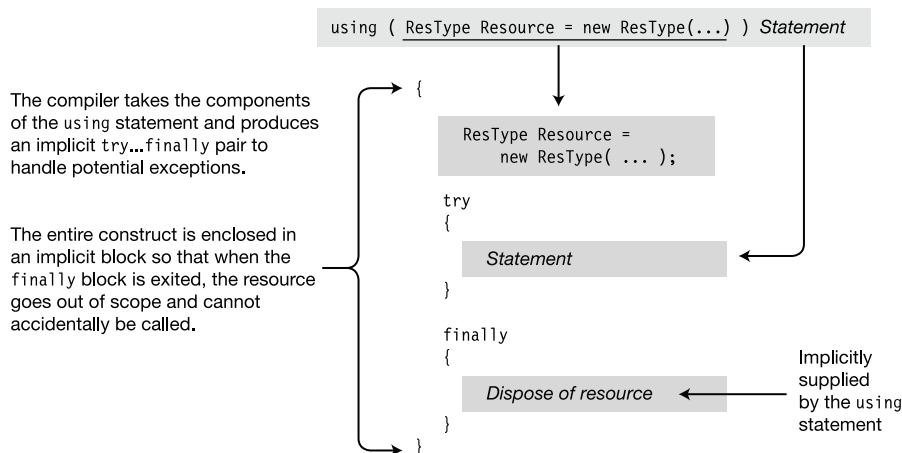 using ( ResType Resource = new ResType(...) ) Statement
The compiler takes the components
of the using statement and produces
an implicit try...finally pair to
handle potential exceptions.
The entire construct is enclosed in
an implicit block so that when the
finally block is exited, the resource
goes out of scope and cannot
accidentally be called.
{
ResType Resource =
new ResType( ... );
try
{
Statement
}
finally
{
Dispose of resource
}
}
Implicitly
supplied
by the using
statement